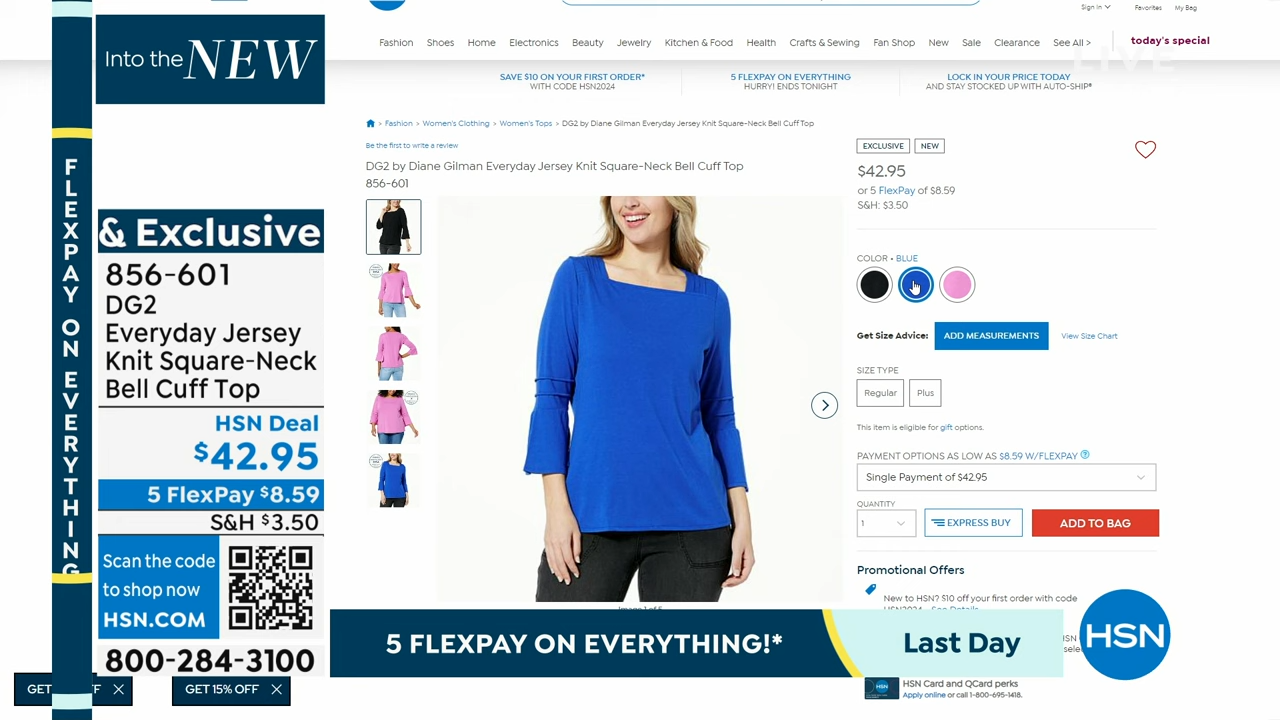 Into the NEW
FLEXPAY ON EVERYTHING
& Exclusive
856-601
DG2
Everyday Jersey
Knit Square-Neck
Bell Cuff Top
HSN Deal
$42.95
5 FlexPay $8.59
S&H $3.50
Scan the code
to shop now
HSN.COM
800-284-3100
GET
FF
GET 15% OFF
Sign In
Favorites
My Bag
Fashion Shoes Home Electronics Beauty Jewelry Kitchen & Food Health Crafts & Sewing Fan Shop New Sale Clearance See All >
today's special
LIVE
SAVE $10 ON YOUR FIRST ORDER*
WITH CODE HSN2024
5 FLEXPAY ON EVERYTHING
HURRY! ENDS TONIGHT
LOCK IN YOUR PRICE TODAY
AND STAY STOCKED UP WITH AUTO-SHIP®
> Fashion > Women's Clothing > Women's Tops > DG2 by Diane Gilman Everyday Jersey Knit Square-Neck Bell Cuff Top
Be the first to write a review
DG2 by Diane Gilman Everyday Jersey Knit Square-Neck Bell Cuff Top
856-601
EXCLUSIVE
NEW
$42.95
or 5 FlexPay of $8.59
S&H: $3.50
COLOR • BLUE
Get Size Advice:
ADD MEASUREMENTS
View Size Chart
SIZE TYPE
Regular
Plus
This item is eligible for gift options.
PAYMENT OPTIONS AS LOW AS $8.59 W/FLEXPAY
Single Payment of $42.95
QUANTITY
1
EXPRESS BUY
ADD TO BAG
Promotional Offers
New to HSN? $10 off your first order with code
HSN2024 - See Details
Image 1 of 5
5 FLEXPAY ON EVERYTHING!*
Last Day
HSN
HSN Card and QCard perks
Apply online or call 1-800-695-1418.